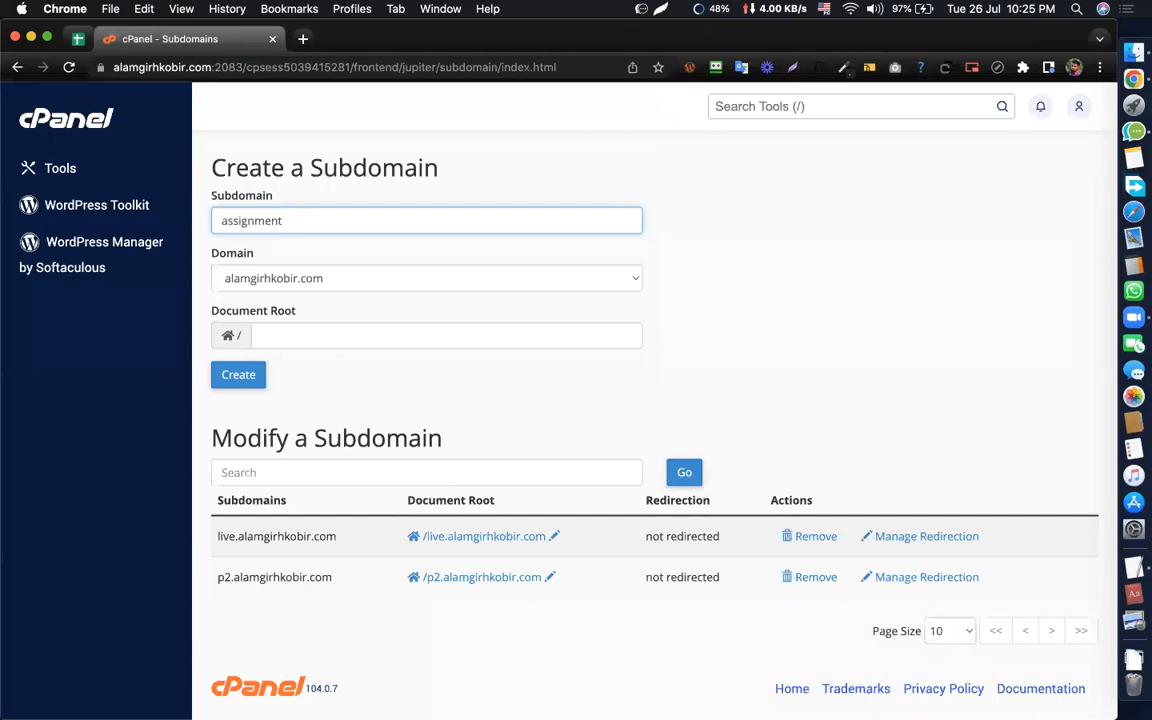 Chrome File Edit View History Bookmarks Profiles Tab Window Help 48% 4.00 KB/s 97% Tue 26 Jul 10:25 PM
cPanel - Subdomains
alamgirhkobir.com:2083/cpsess5039415281/frontend/jupiter/subdomain/index.html
cPanel
Search Tools (/)
Tools
WordPress Toolkit
WordPress Manager
by Softaculous
Create a Subdomain
Subdomain
assignment
Domain
alamgirhkobir.com
Document Root
/
Create
Modify a Subdomain
Search Go
Subdomains Document Root Redirection Actions
live.alamgirhkobir.com /live.alamgirhkobir.com not redirected Remove Manage Redirection
p2.alamgirhkobir.com /p2.alamgirhkobir.com not redirected Remove Manage Redirection
Page Size 10 << < > >>
cPanel 104.0.7 Home Trademarks Privacy Policy Documentation